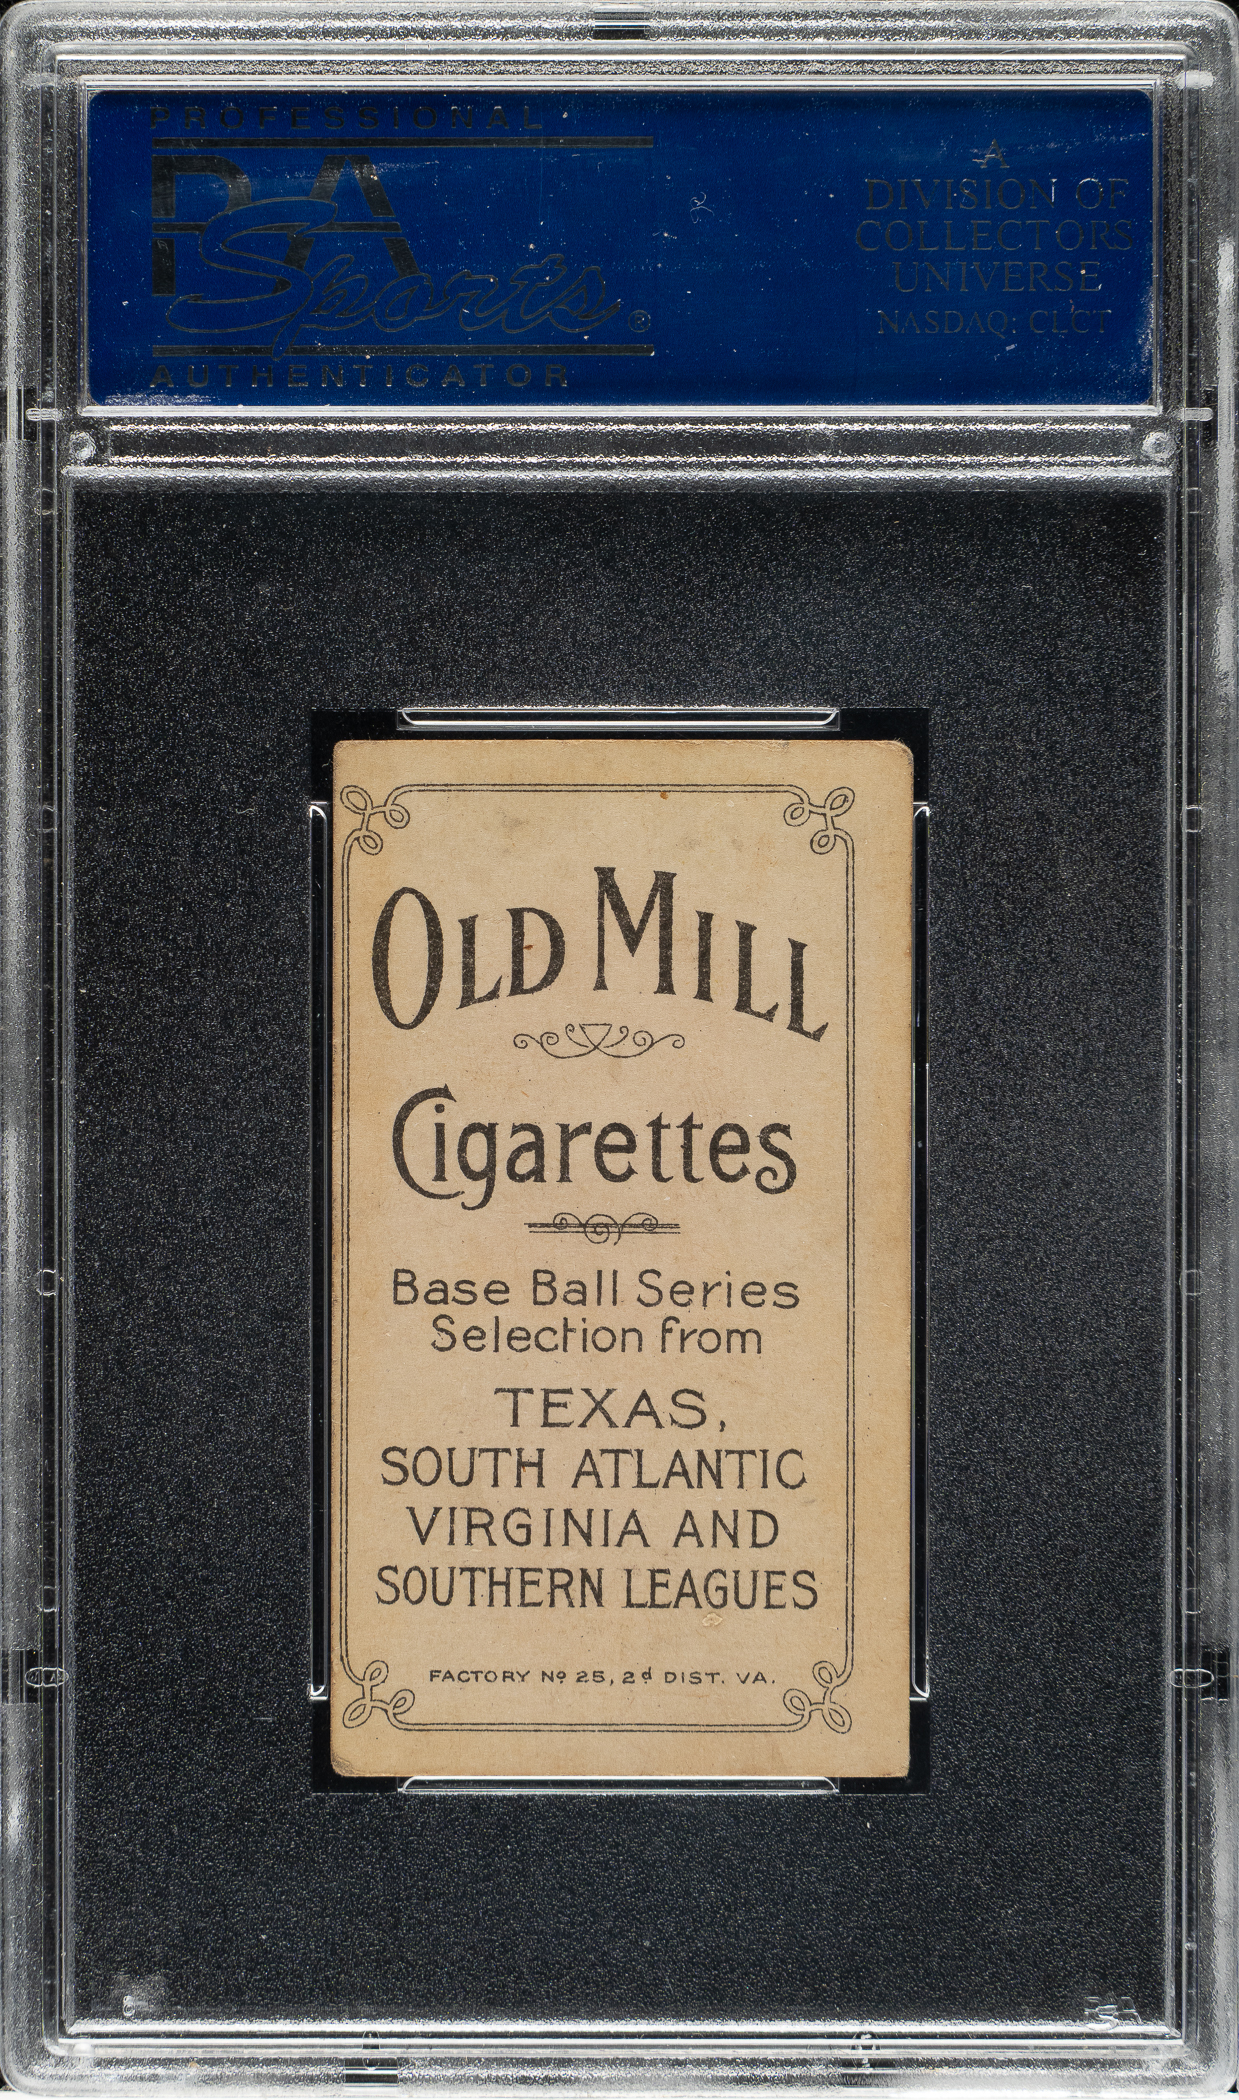 PROFESSIONAL
PSA
Sports®
AUTHENTICATOR
A
DIVISION OF
COLLECTORS
UNIVERSE
NASDAQ: CLCT
OLD MILL
Cigarettes
Base Ball Series
Selection from
TEXAS,
SOUTH ATLANTIC
VIRGINIA AND
SOUTHERN LEAGUES
FACTORY Nº 25, 2d DIST. VA.
PSA